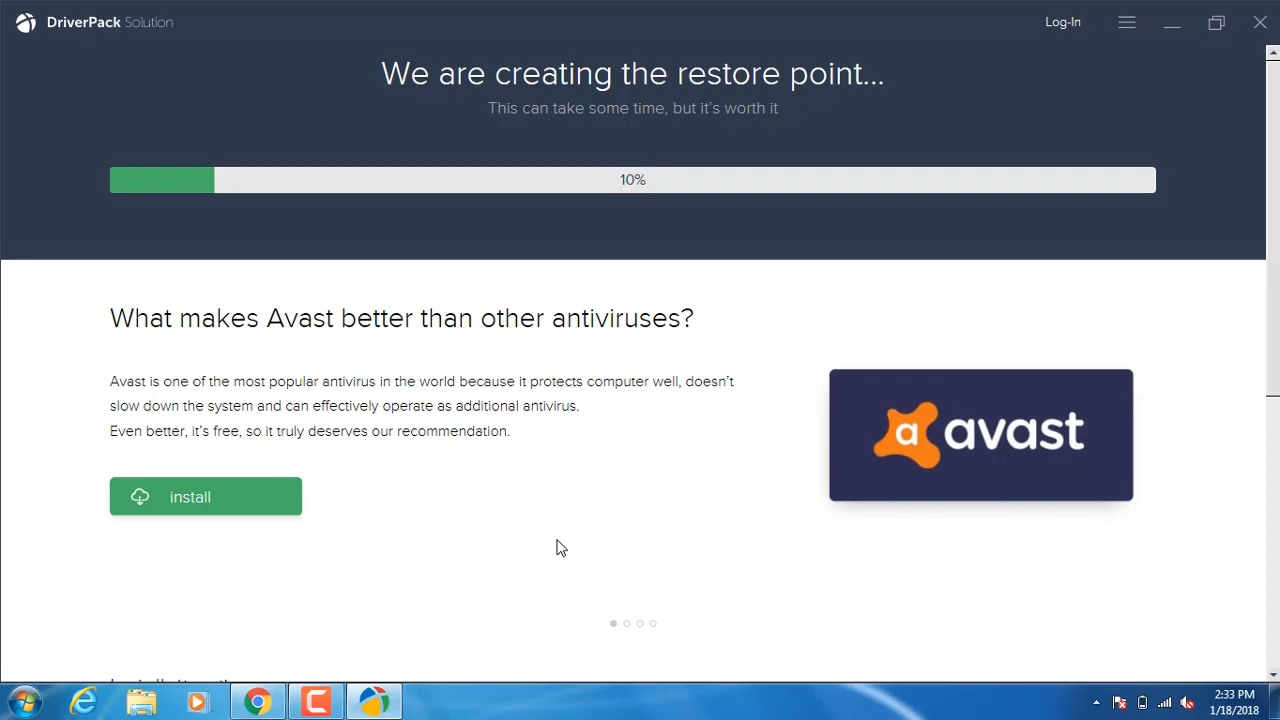 DriverPack Solution
Log-In
We are creating the restore point...
This can take some time, but it's worth it
10%
What makes Avast better than other antiviruses?
Avast is one of the most popular antivirus in the world because it protects computer well, doesn't
slow down the system and can effectively operate as additional antivirus.
Even better, it's free, so it truly deserves our recommendation.
install
a avast
2:33 PM
1/18/2018